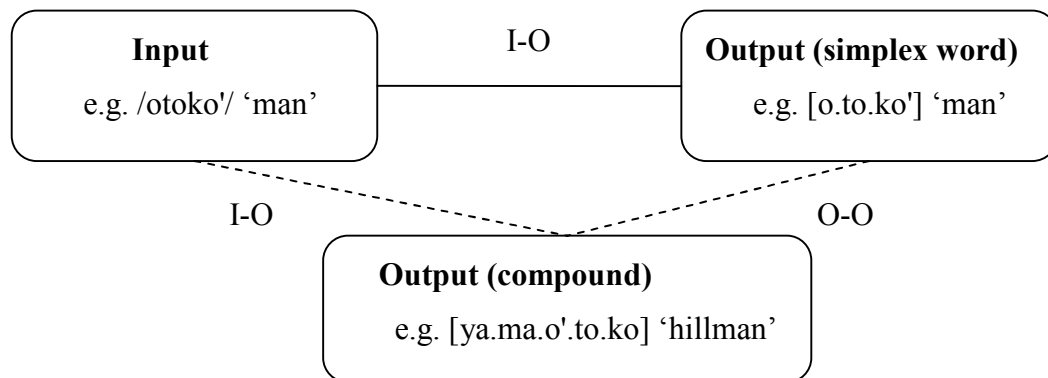 I-O
Input
e.g. /otoko'/ ‘man’
Output (simplex word)
e.g. [o.to.ko'] ‘man’
I-O
O-O
Output (compound)
e.g. [ya.ma.o'.to.ko] ‘hillman’